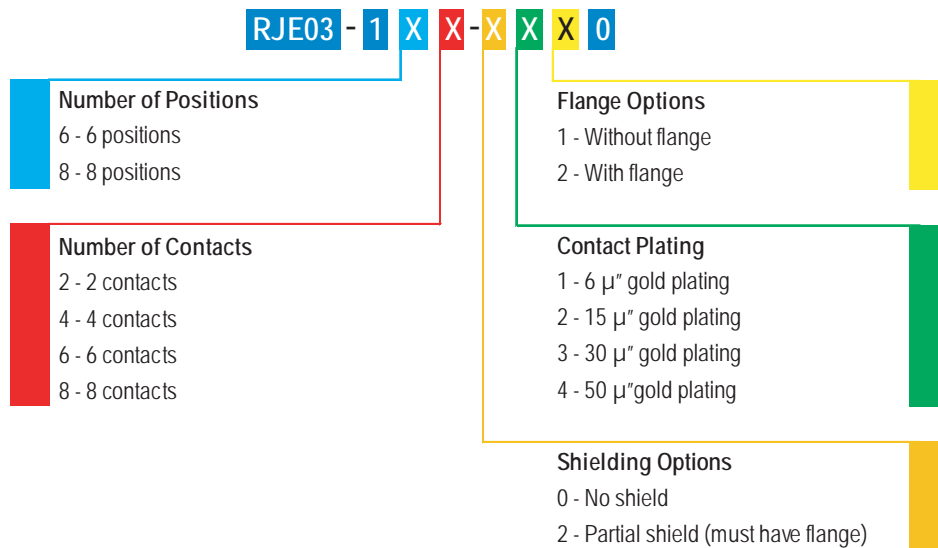 RJE03 - 1 X X - X X X 0
Number of Positions
6 - 6 positions
8 - 8 positions
Number of Contacts
2 - 2 contacts
4 - 4 contacts
6 - 6 contacts
8 - 8 contacts
Flange Options
1 - Without flange
2 - With flange
Contact Plating
1 - 6 µ″ gold plating
2 - 15 µ″ gold plating
3 - 30 µ″ gold plating
4 - 50 µ″gold plating
Shielding Options
0 - No shield
2 - Partial shield (must have flange)